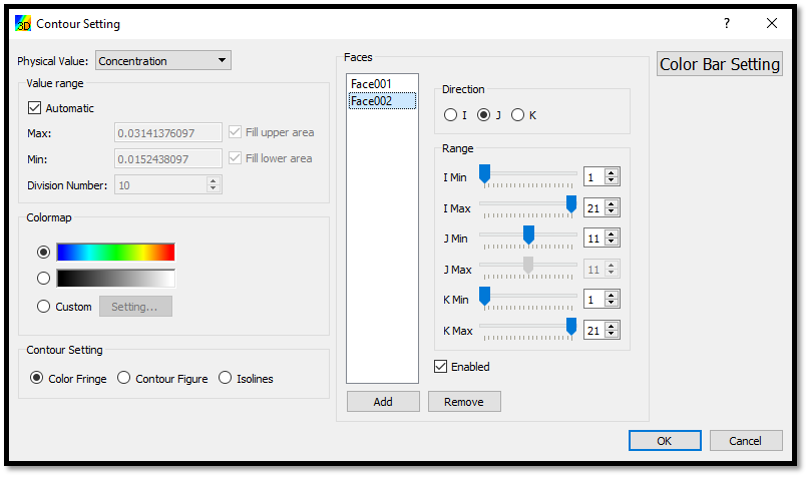 3D Contour Setting
Physical Value: Concentration
Value range
Automatic
Max: 0.03141376097 Fill upper area
Min: 0.0152438097 Fill lower area
Division Number: 10
Colormap
Custom Setting...
Contour Setting
Color Fringe Contour Figure Isolines
Faces
Face001
Face002
Add Remove
Direction
I J K
Range
I Min 1
I Max 21
J Min 11
J Max 11
K Min 1
K Max 21
Enabled
Color Bar Setting
OK Cancel